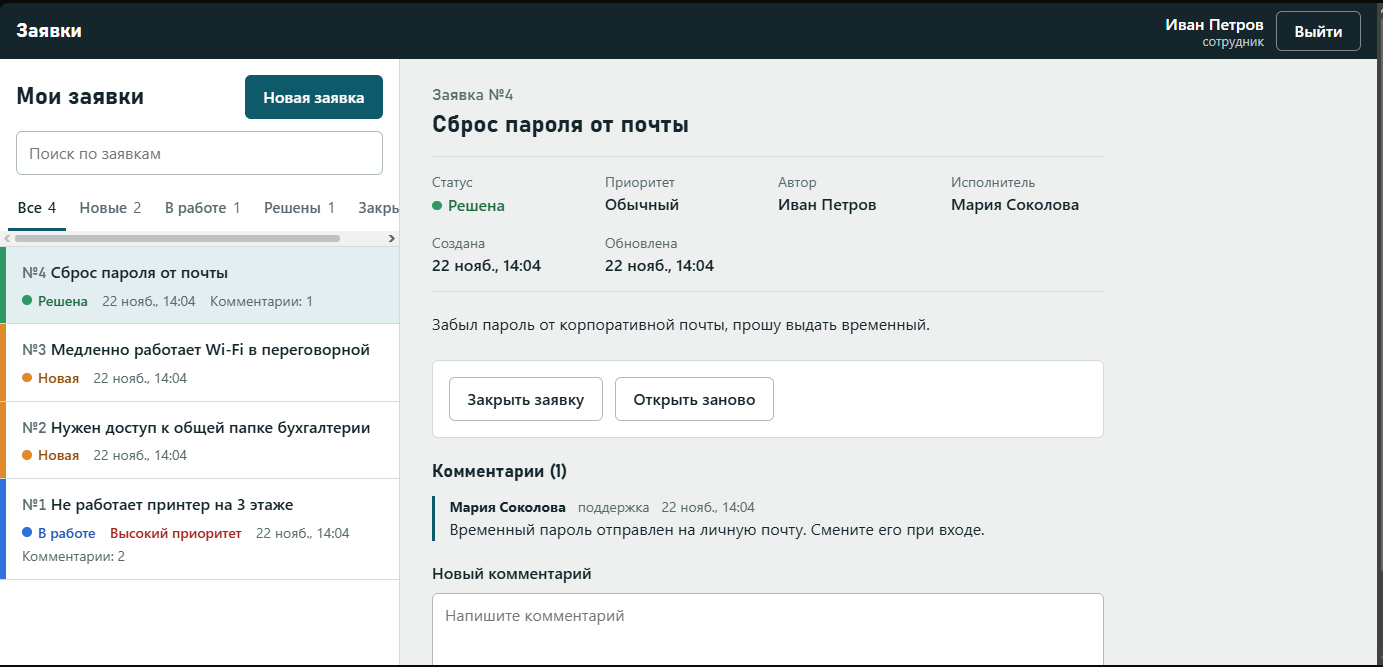 Заявки
Иван Петров
сотрудник
Выйти
Мои заявки
Новая заявка
Поиск по заявкам
Все 4 Новые 2 В работе 1 Решены 1 Закры
№4 Сброс пароля от почты
Решена 22 нояб., 14:04 Комментарии: 1
№3 Медленно работает Wi-Fi в переговорной
Новая 22 нояб., 14:04
№2 Нужен доступ к общей папке бухгалтерии
Новая 22 нояб., 14:04
№1 Не работает принтер на 3 этаже
В работе Высокий приоритет 22 нояб., 14:04
Комментарии: 2
Заявка №4
Сброс пароля от почты
Статус Приоритет Автор Исполнитель
Решена Обычный Иван Петров Мария Соколова
Создана Обновлена
22 нояб., 14:04 22 нояб., 14:04
Забыл пароль от корпоративной почты, прошу выдать временный.
Закрыть заявку Открыть заново
Комментарии (1)
Мария Соколова поддержка 22 нояб., 14:04
Временный пароль отправлен на личную почту. Смените его при входе.
Новый комментарий
Напишите комментарий